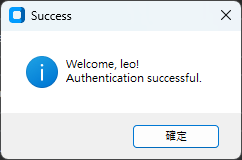 Success
Welcome, leo!
Authentication successful.
確定